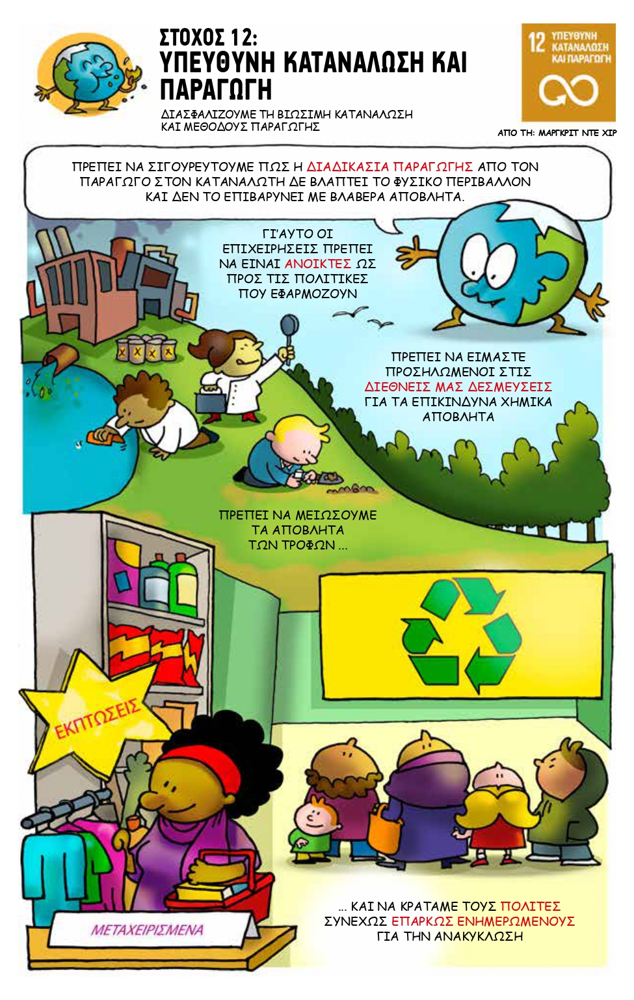 ΣΤΟΧΟΣ 12:
ΥΠΕΥΘΥΝΗ ΚΑΤΑΝΑΛΩΣΗ ΚΑΙ
ΠΑΡΑΓΩΓΗ
ΔΙΑΣΦΑΛΙΖΟΥΜΕ ΤΗ ΒΙΩΣΙΜΗ ΚΑΤΑΝΑΛΩΣΗ
ΚΑΙ ΜΕΘΟΔΟΥΣ ΠΑΡΑΓΩΓΗΣ
12 ΥΠΕΥΘΥΝΗ
ΚΑΤΑΝΑΛΩΣΗ
ΚΑΙ ΠΑΡΑΓΩΓΗ
ΑΠΟ ΤΗ: ΜΑΡΓΚΡΙΤ ΝΤΕ ΧΙΡ
ΠΡΕΠΕΙ ΝΑ ΣΙΓΟΥΡΕΥΤΟΥΜΕ ΠΩΣ Η ΔΙΑΔΙΚΑΣΙΑ ΠΑΡΑΓΩΓΗΣ ΑΠΟ ΤΟΝ
ΠΑΡΑΓΩΓΟ ΣΤΟΝ ΚΑΤΑΝΑΛΩΤΗ ΔΕ ΒΛΑΠΤΕΙ ΤΟ ΦΥΣΙΚΟ ΠΕΡΙΒΑΛΛΟΝ
ΚΑΙ ΔΕΝ ΤΟ ΕΠΙΒΑΡΥΝΕΙ ΜΕ ΒΛΑΒΕΡΑ ΑΠΟΒΛΗΤΑ.
ΓΙ'ΑΥΤΟ ΟΙ
ΕΠΙΧΕΙΡΗΣΕΙΣ ΠΡΕΠΕΙ
ΝΑ ΕΙΝΑΙ ΑΝΟΙΚΤΕΣ ΩΣ
ΠΡΟΣ ΤΙΣ ΠΟΛΙΤΙΚΕΣ
ΠΟΥ ΕΦΑΡΜΟΖΟΥΝ
X X X X
ΠΡΕΠΕΙ ΝΑ ΕΙΜΑΣΤΕ
ΠΡΟΣΗΛΩΜΕΝΟΙ ΣΤΙΣ
ΔΙΕΘΝΕΙΣ ΜΑΣ ΔΕΣΜΕΥΣΕΙΣ
ΓΙΑ ΤΑ ΕΠΙΚΙΝΔΥΝΑ ΧΗΜΙΚΑ
ΑΠΟΒΛΗΤΑ
ΠΡΕΠΕΙ ΝΑ ΜΕΙΩΣΟΥΜΕ
ΤΑ ΑΠΟΒΛΗΤΑ
ΤΩΝ ΤΡΟΦΩΝ ...
ΕΚΠΤΩΣΕΙΣ
ΜΕΤΑΧΕΙΡΙΣΜΕΝΑ
... ΚΑΙ ΝΑ ΚΡΑΤΑΜΕ ΤΟΥΣ ΠΟΛΙΤΕΣ
ΣΥΝΕΧΩΣ ΕΠΑΡΚΩΣ ΕΝΗΜΕΡΩΜΕΝΟΥΣ
ΓΙΑ ΤΗΝ ΑΝΑΚΥΚΛΩΣΗ